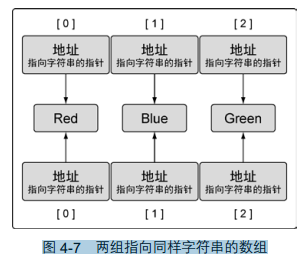 [0] [1] [2]
地址 地址 地址
指向字符串的指针 指向字符串的指针 指向字符串的指针
Red Blue Green
地址 地址 地址
指向字符串的指针 指向字符串的指针 指向字符串的指针
[0] [1] [2]
图 4-7 两组指向同样字符串的数组